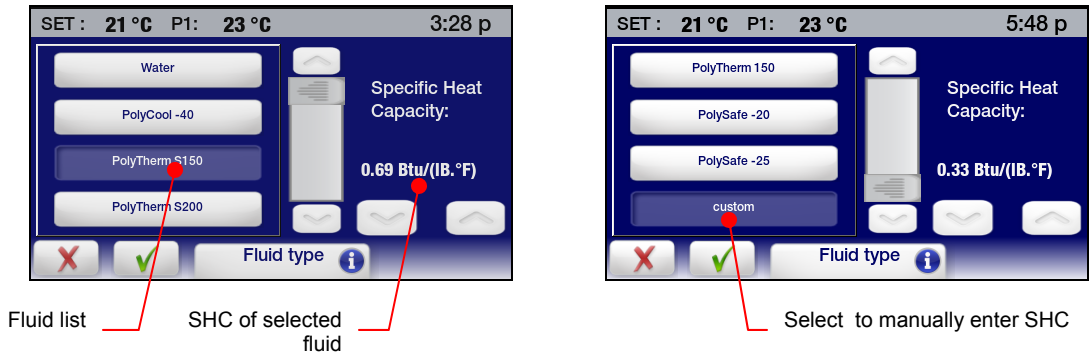 SET : 21 °C P1: 23 °C 3:28 p
Water
PolyCool -40
PolyTherm S150
PolyTherm S200
Specific Heat
Capacity:
0.69 Btu/(IB.°F)
Fluid type
Fluid list
SHC of selected
fluid
SET : 21 °C P1: 23 °C 5:48 p
PolyTherm 150
PolySafe -20
PolySafe -25
custom
Specific Heat
Capacity:
0.33 Btu/(IB.°F)
Fluid type
Select to manually enter SHC